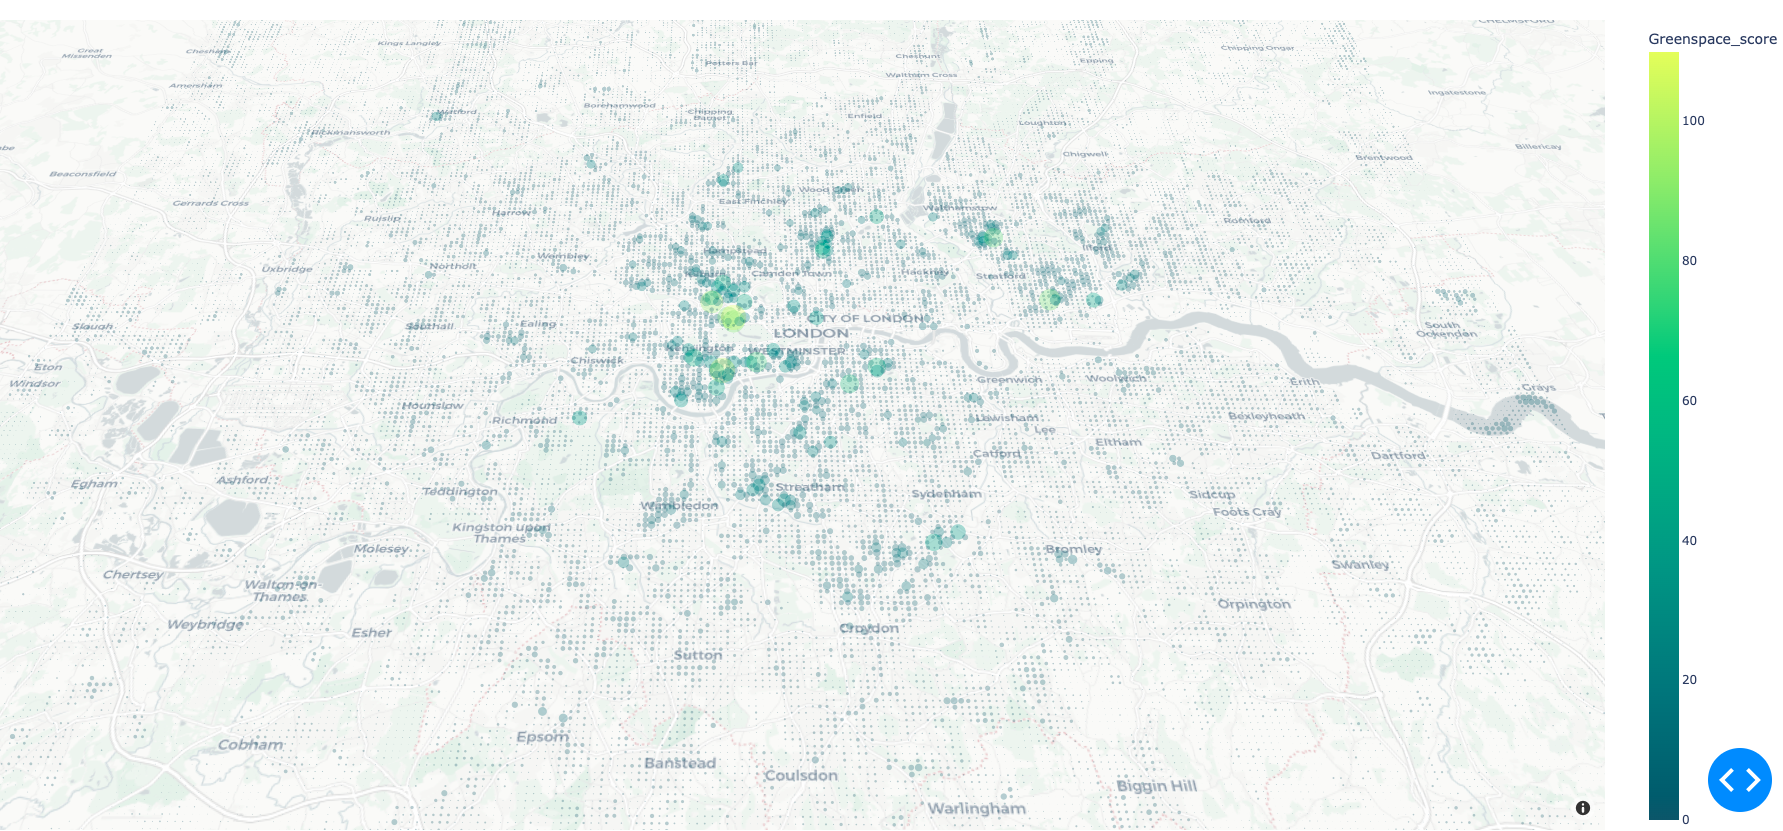 CHELMSFORD
Greenspace_score
Great
Missenden
Chesham
Kings Langley
Chipping Ongar
Cheshunt
Epping
Potters Bar
Waltham Cross
Amersham
Ingatestone
Borehamwood
Chipping
Barnet
Watford
Enfield
Loughton
Rickmansworth
100
Billericay
Chigwell
Brentwood
Beaconsfield
Wood Green
East Finchley
Gerrards Cross
Walthamstow
Harrow
Ruislip
Romford
Ilford
Hampstead
Wembley
80
Uxbridge
Northolt
Camden Town
Hackney
Stratford
CITY OF LONDON
Slough
Southall
Ealing
LONDON
South
Ockendon
Kensington
WESTMINSTER
Chiswick
Eton
Windsor
Greenwich
Woolwich
Erith
Grays
60
Hounslow
Richmond
Lewisham
Bexleyheath
Lee
Eltham
Catford
Dartford
Egham
Ashford
Teddington
Streatham
Sydenham
Sidcup
Wimbledon
Foots Cray
Kingston upon
Thames
40
Molesey
Bromley
Swanley
Chertsey
Walton-on-
Thames
Orpington
Weybridge
Esher
Croydon
Sutton
20
Cobham
Epsom
Banstead
Coulsdon
Biggin Hill
Warlingham
0